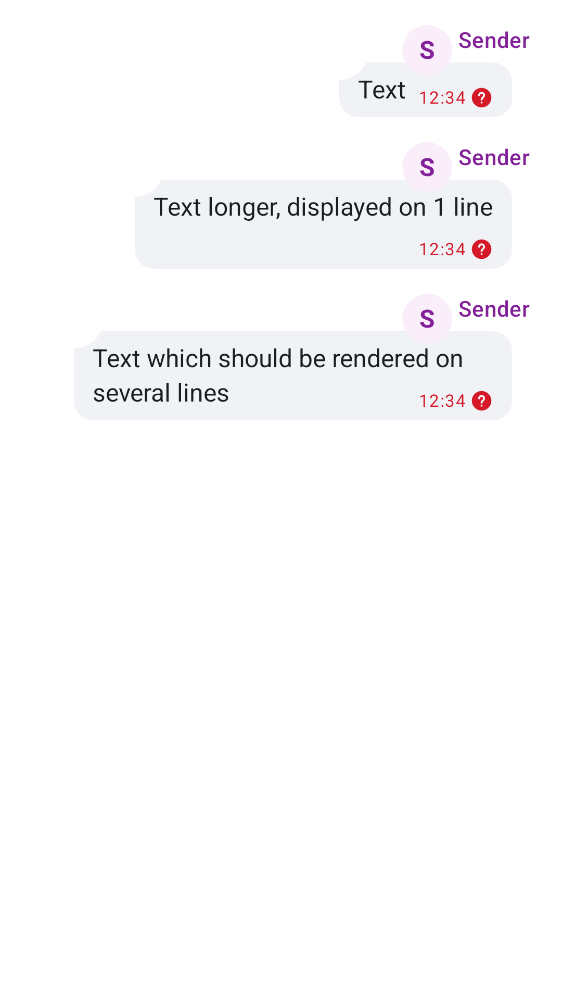 S Sender
Text 12:34 ?
S Sender
Text longer, displayed on 1 line
12:34 ?
S Sender
Text which should be rendered on
several lines 12:34 ?